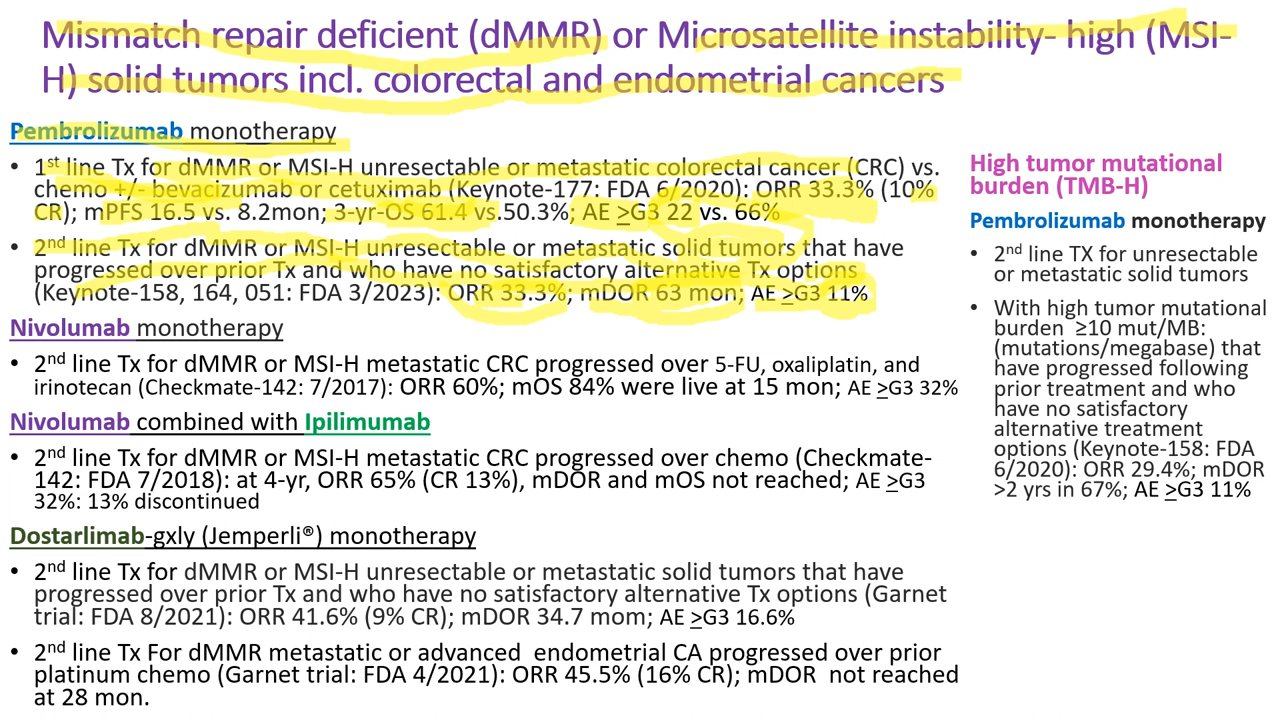 Mismatch repair deficient (dMMR) or Microsatellite instability- high (MSI-
H) solid tumors incl. colorectal and endometrial cancers
Pembrolizumab monotherapy
• 1st line Tx for dMMR or MSI-H unresectable or metastatic colorectal cancer (CRC) vs.
chemo +/- bevacizumab or cetuximab (Keynote-177: FDA 6/2020): ORR 33.3% (10%
CR); mPFS 16.5 vs. 8.2mon; 3-yr-OS 61.4 vs.50.3%; AE >G3 22 vs. 66%
• 2nd line Tx for dMMR or MSI-H unresectable or metastatic solid tumors that have
progressed over prior Tx and who have no satisfactory alternative Tx options
(Keynote-158, 164, 051: FDA 3/2023): ORR 33.3%; mDOR 63 mon; AE >G3 11%
Nivolumab monotherapy
• 2nd line Tx for dMMR or MSI-H metastatic CRC progressed over 5-FU, oxaliplatin, and
irinotecan (Checkmate-142: 7/2017): ORR 60%; mOS 84% were live at 15 mon; AE >G3 32%
Nivolumab combined with Ipilimumab
• 2nd line Tx for dMMR or MSI-H metastatic CRC progressed over chemo (Checkmate-
142: FDA 7/2018): at 4-yr, ORR 65% (CR 13%), mDOR and mOS not reached; AE >G3
32%: 13% discontinued
Dostarlimab-gxly (Jemperli®) monotherapy
• 2nd line Tx for dMMR or MSI-H unresectable or metastatic solid tumors that have
progressed over prior Tx and who have no satisfactory alternative Tx options (Garnet
trial: FDA 8/2021): ORR 41.6% (9% CR); mDOR 34.7 mom; AE >G3 16.6%
• 2nd line Tx For dMMR metastatic or advanced endometrial CA progressed over prior
platinum chemo (Garnet trial: FDA 4/2021): ORR 45.5% (16% CR); mDOR not reached
at 28 mon.
High tumor mutational
burden (TMB-H)
Pembrolizumab monotherapy
• 2nd line TX for unresectable
or metastatic solid tumors
• With high tumor mutational
burden ≥10 mut/MB:
(mutations/megabase) that
have progressed following
prior treatment and who
have no satisfactory
alternative treatment
options (Keynote-158: FDA
6/2020): ORR 29.4%; mDOR
>2 yrs in 67%; AE >G3 11%